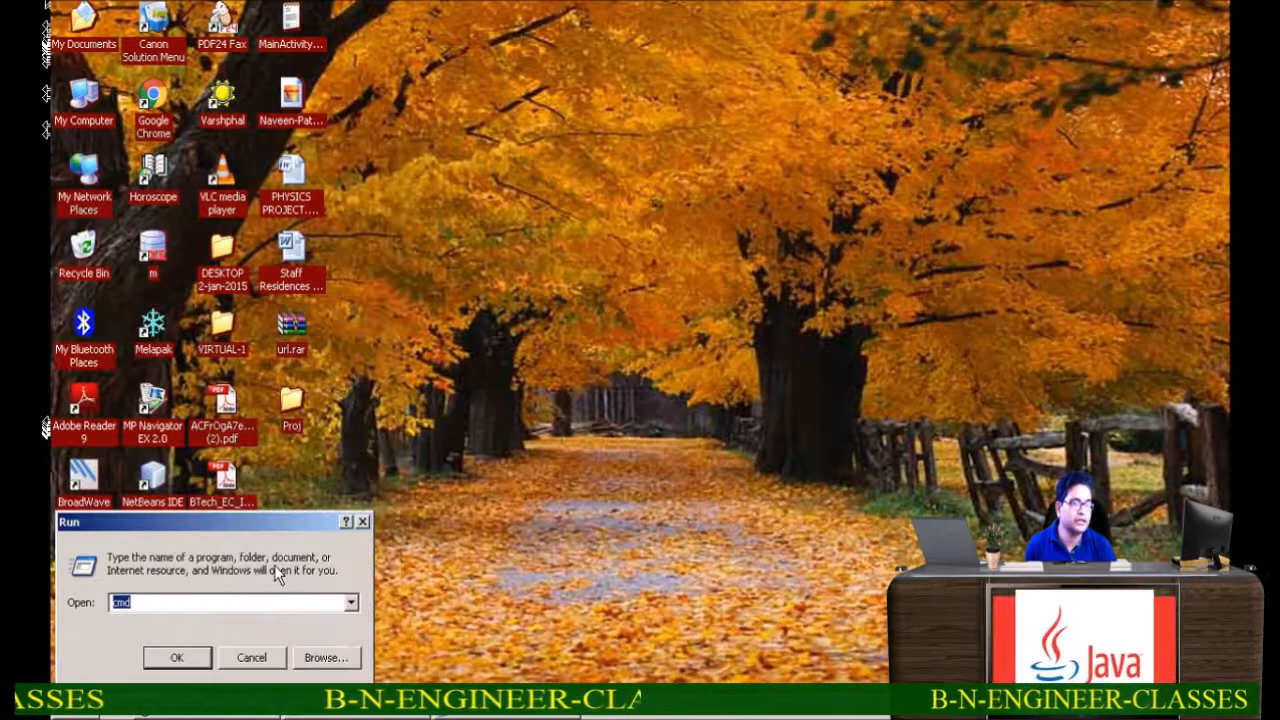 My Documents
Canon
Solution Menu
PDF24 Fax
MainActivity...
My Computer
Google
Chrome
Varshphal
Naveen-Pat...
My Network
Places
Horoscope
VLC media
player
PHYSICS
PROJECT....
Recycle Bin
m
DESKTOP
2-jan-2015
Staff
Residences ...
My Bluetooth
Places
Melapak
VIRTUAL-1
url.rar
Adobe Reader
9
MP Navigator
EX 2.0
ACFrOgA7e...
(2).pdf
Proj
BroadWave
NetBeans IDE
BTech_EC_1...
Run
Type the name of a program, folder, document, or
Internet resource, and Windows will open it for you.
Open: cmd
OK
Cancel
Browse...
Java
ASSES
B-N-ENGINEER-CLA
B-N-ENGINEER-CLASSES